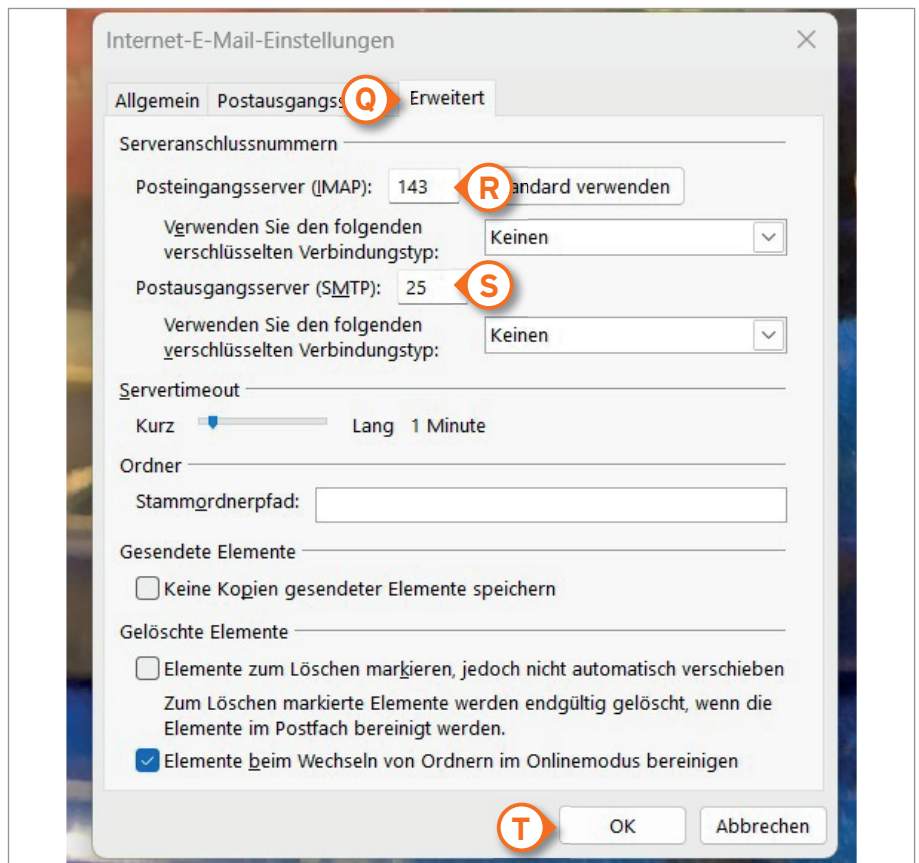 Internet-E-Mail-Einstellungen
Allgemein Postausgangss Q Erweitert
Serveranschlussnummern
Posteingangsserver (IMAP): 143 R andard verwenden
Verwenden Sie den folgenden
verschlüsselten Verbindungstyp: Keinen
Postausgangsserver (SMTP): 25 S
Verwenden Sie den folgenden
verschlüsselten Verbindungstyp: Keinen
Servertimeout
Kurz Lang 1 Minute
Ordner
Stammordnerpfad:
Gesendete Elemente
Keine Kopien gesendeter Elemente speichern
Gelöschte Elemente
Elemente zum Löschen markieren, jedoch nicht automatisch verschieben
Zum Löschen markierte Elemente werden endgültig gelöscht, wenn die
Elemente im Postfach bereinigt werden.
Elemente beim Wechseln von Ordnern im Onlinemodus bereinigen
T OK Abbrechen